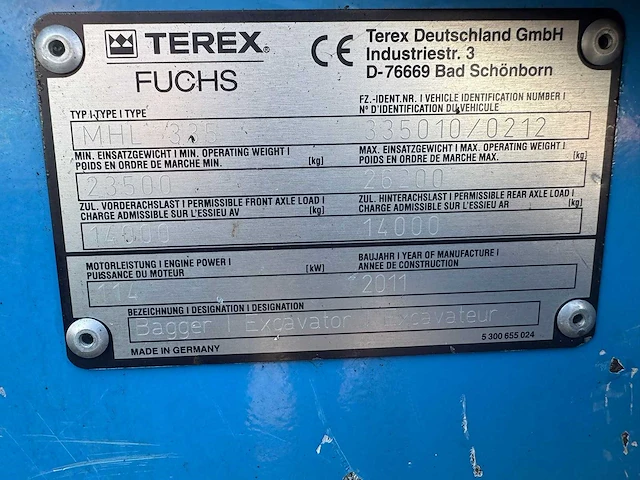 TEREX®
FUCHS
CE
Terex Deutschland GmbH
Industriestr. 3
D-76669 Bad Schönborn
TYP I TYPE I TYPE
MHL
FZ.-IDENT.NR. I VEHICLE IDENTIFICATION NUMBER I
N° D'IDENTIFICATION DU VÉHICULE
335010/0212
MIN. EINSATZGEWICHT I MIN. OPERATING WEIGHT I
POIDS EN ORDRE DE MARCHE MIN. [kg]
23500
MAX. EINSATZGEWICHT I MAX. OPERATING WEIGHT I
POIDS EN ORDRE DE MARCHE MAX. [kg]
ZUL. VORDERACHSLAST I PERMISSIBLE FRONT AXLE LOAD I
CHARGE ADMISSIBLE SUR L'ESSIEU AV [kg]
14000
ZUL. HINTERACHSLAST I PERMISSIBLE REAR AXLE LOAD I
CHARGE ADMISSIBLE SUR L'ESSIEU AR [kg]
14000
MOTORLEISTUNG I ENGINE POWER I
PUISSANCE DU MOTEUR [kW]
114
BAUJAHR I YEAR OF MANUFACTURE I
ANNÉE DE CONSTRUCTION
2011
BEZEICHNUNG I DESIGNATION I DESIGNATION
Bagger I Excavator I Excavateur
MADE IN GERMANY
5 300 655 024